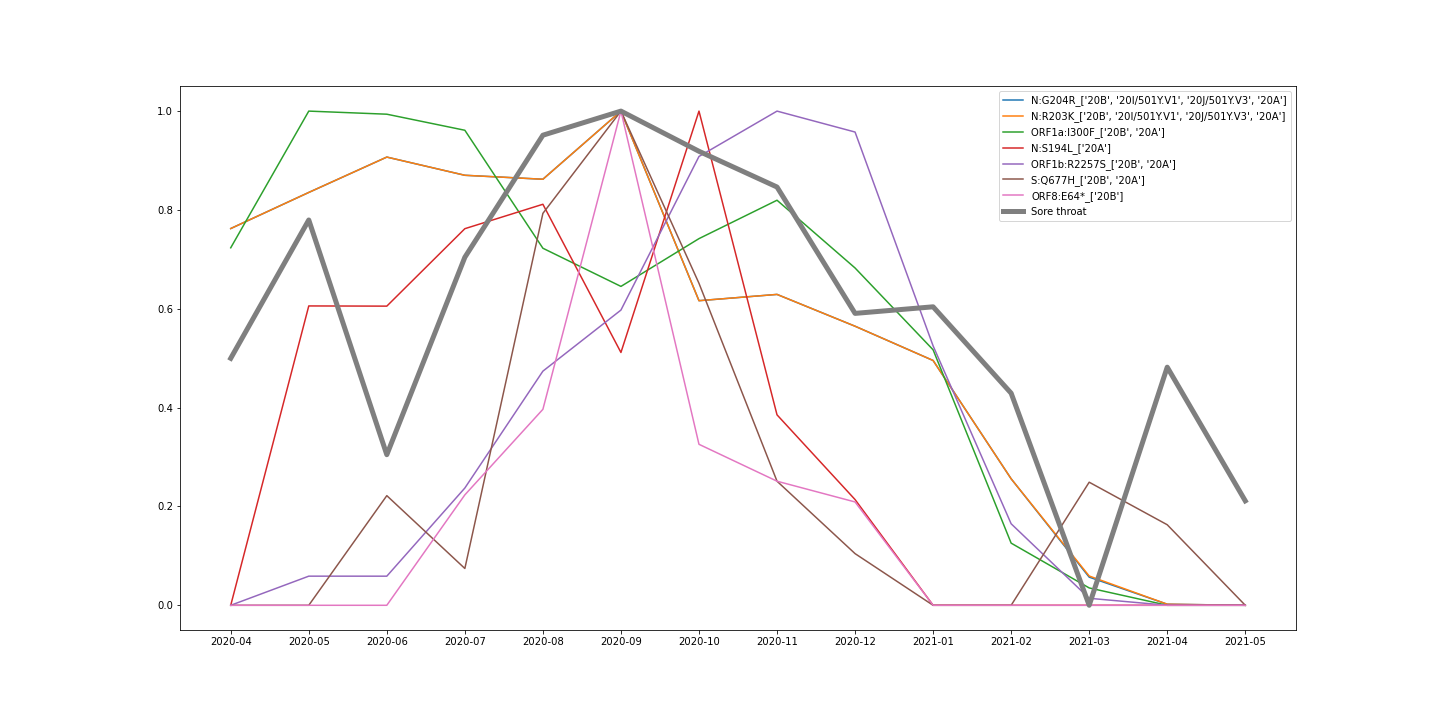 N:G204R_['20B', '20I/501Y.V1', '20J/501Y.V3', '20A']
N:R203K_['20B', '20I/501Y.V1', '20J/501Y.V3', '20A']
ORF1a:I300F_['20B', '20A']
N:S194L_['20A']
ORF1b:R2257S_['20B', '20A']
S:Q677H_['20B', '20A']
ORF8:E64*_['20B']
Sore throat
1.0
0.8
0.6
0.4
0.2
0.0
2020-04 2020-05 2020-06 2020-07 2020-08 2020-09 2020-10 2020-11 2020-12 2021-01 2021-02 2021-03 2021-04 2021-05